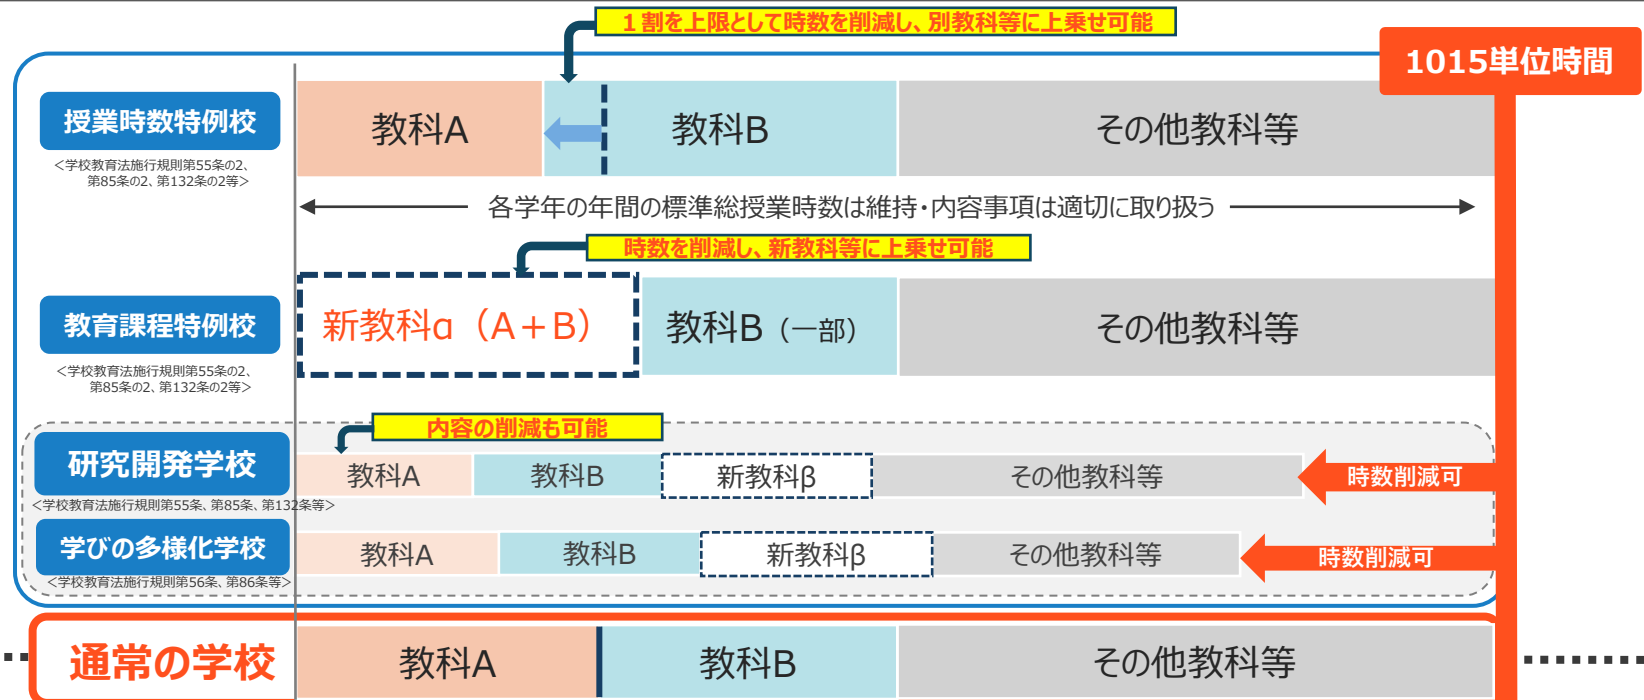 1割を上限として時数を削減し、別教科等に上乗せ可能
1015単位時間
授業時数特例校
<学校教育法施行規則第55条の2、
第85条の2、第132条の2等>
教科A
教科B
その他教科等
各学年の年間の標準総授業時数は維持・内容事項は適切に取り扱う
時数を削減し、新教科等に上乗せ可能
教育課程特例校
<学校教育法施行規則第55条の2、
第85条の2、第132条の2等>
新教科α（A＋B）
教科B（一部）
その他教科等
内容の削減も可能
研究開発学校
<学校教育法施行規則第55条、第85条、第132条等>
教科A
教科B
新教科β
その他教科等
時数削減可
学びの多様化学校
<学校教育法施行規則第56条、第86条等>
教科A
教科B
新教科β
その他教科等
時数削減可
通常の学校
教科A
教科B
その他教科等